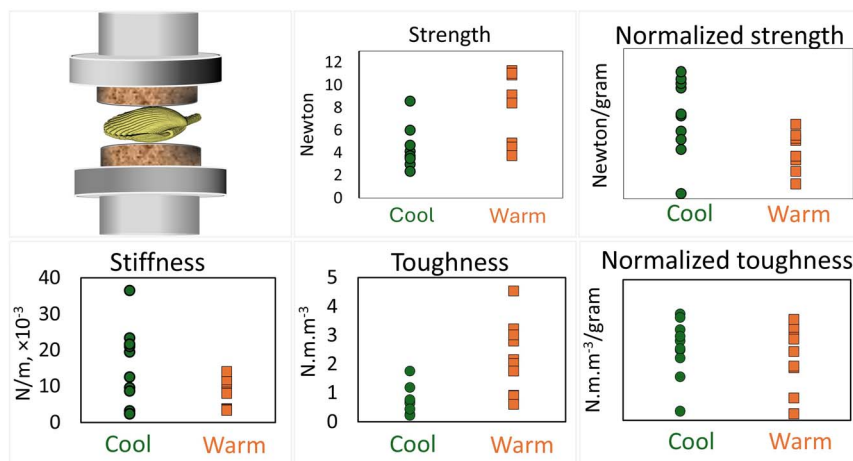 Strength
Newton
12
10
8
6
4
2
0
Cool
Warm
Normalized strength
Newton/gram
Cool
Warm
Stiffness
N/m, ×10⁻³
40
30
20
10
0
Cool
Warm
Toughness
N.m.m⁻³
5
4
3
2
1
0
Cool
Warm
Normalized toughness
N.m.m⁻³/gram
Cool
Warm